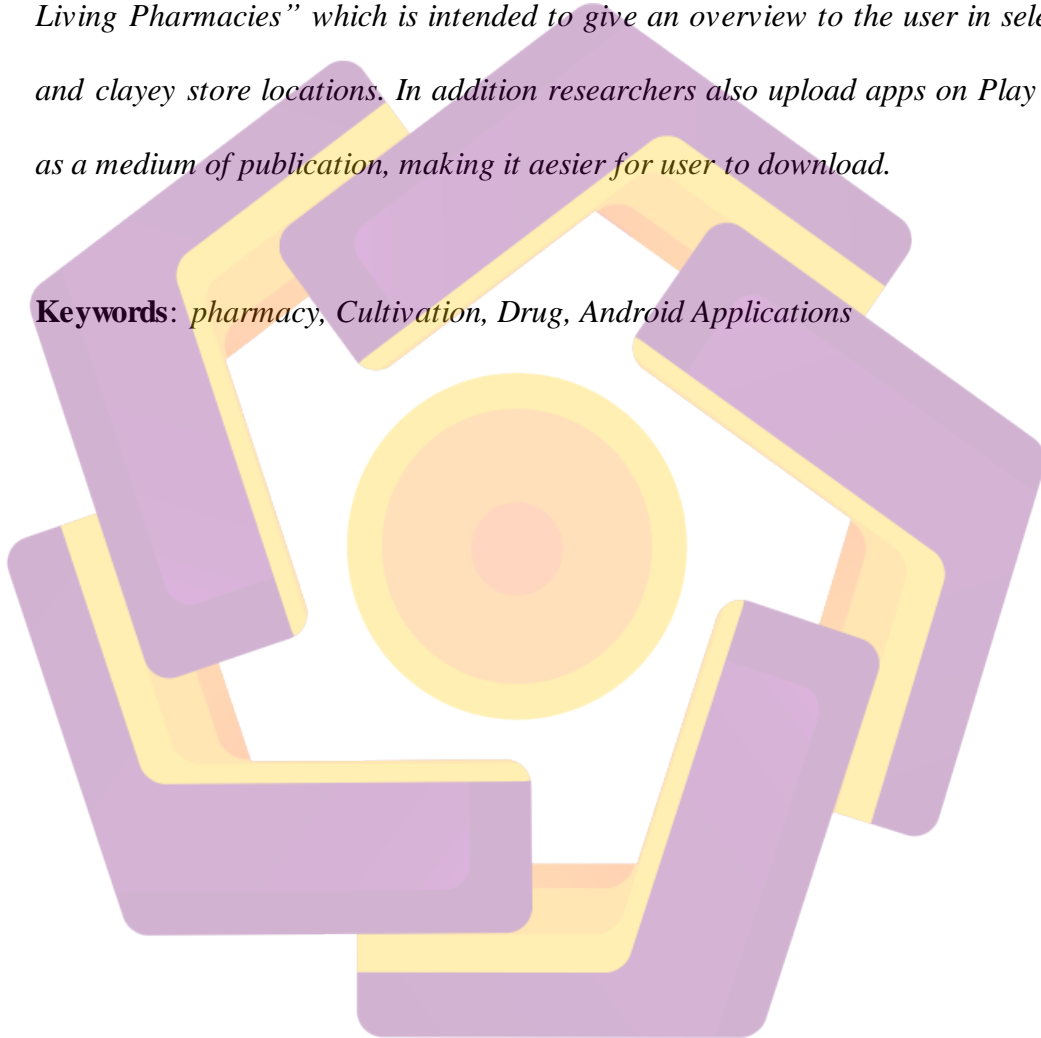 Living Pharmacies” which is intended to give an overview to the user in sele
and clayey store locations. In addition researchers also upload apps on Play
as a medium of publication, making it aesier for user to download.
Keywords: pharmacy, Cultivation, Drug, Android Applications